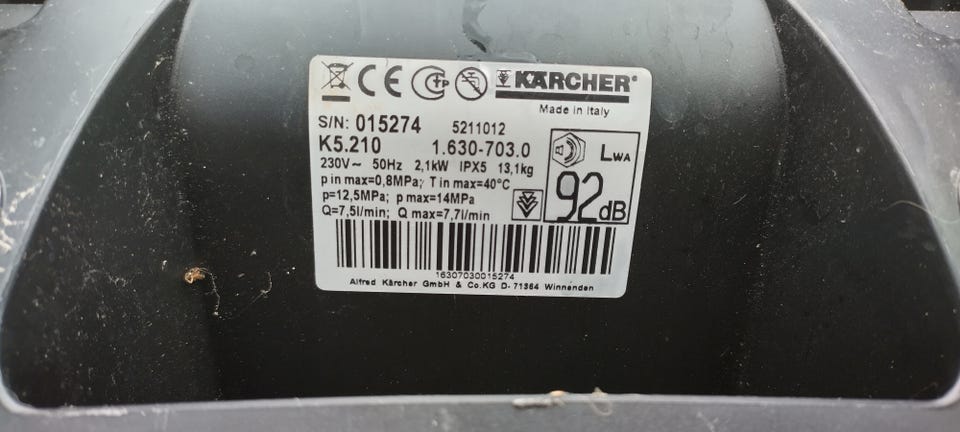 CE
KÄRCHER®
Made in Italy
S/N: 015274 5211012
K5.210 1.630-703.0
230V~ 50Hz 2,1kW IPX5 13,1kg
p in max=0,8MPa; T in max=40°C
p=12,5MPa; p max=14MPa
Q=7,5l/min; Q max=7,7l/min
LWA
92dB
16307030015274
Alfred Kärcher GmbH & Co.KG D-71364 Winnenden